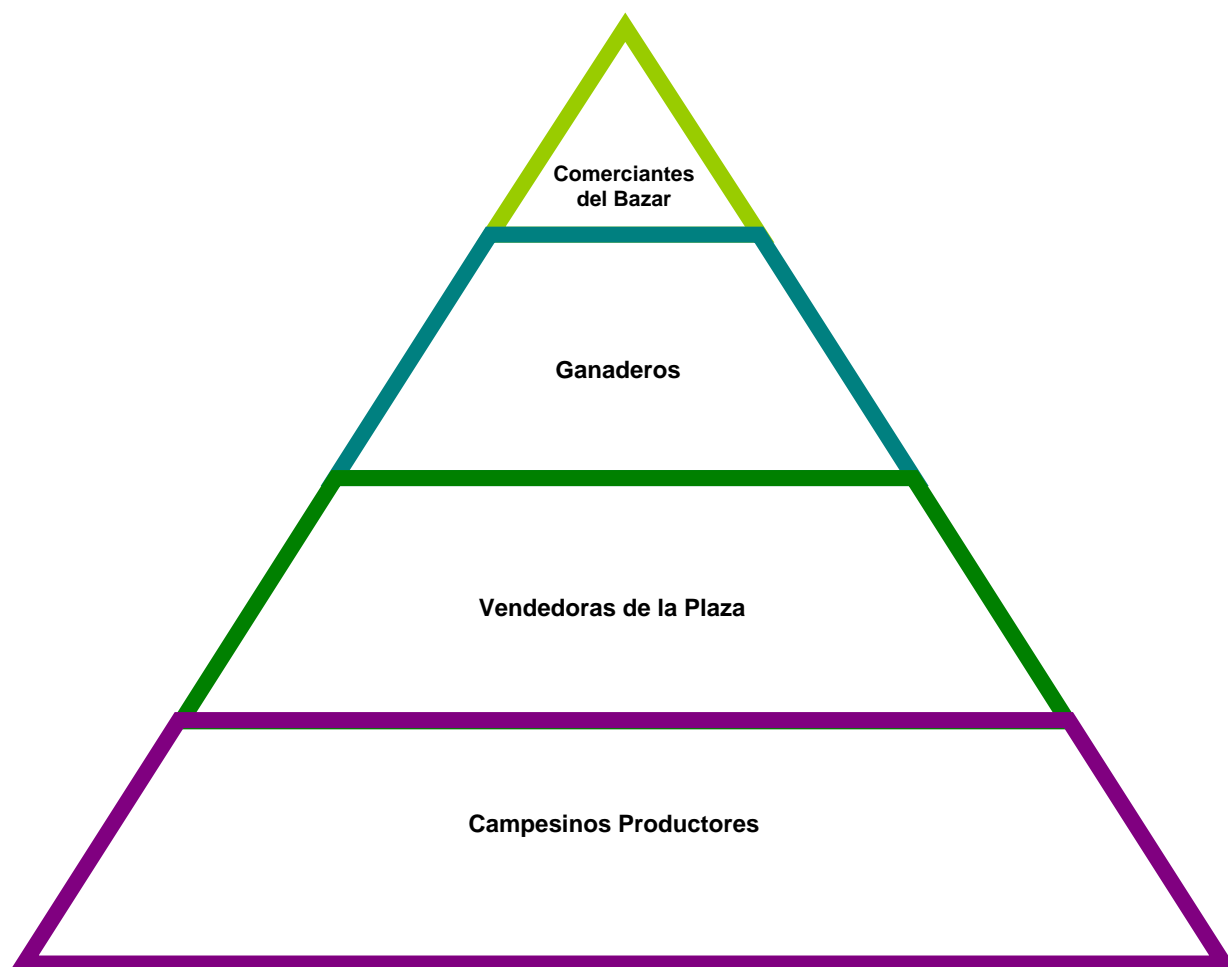 Comerciantes
del Bazar
Ganaderos
Vendedoras de la Plaza
Campesinos Productores